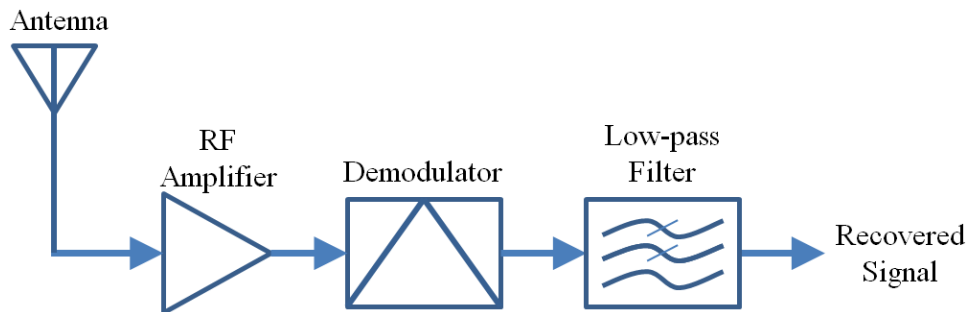 Antenna
RF
Amplifier
Demodulator
Low-pass
Filter
Recovered
Signal